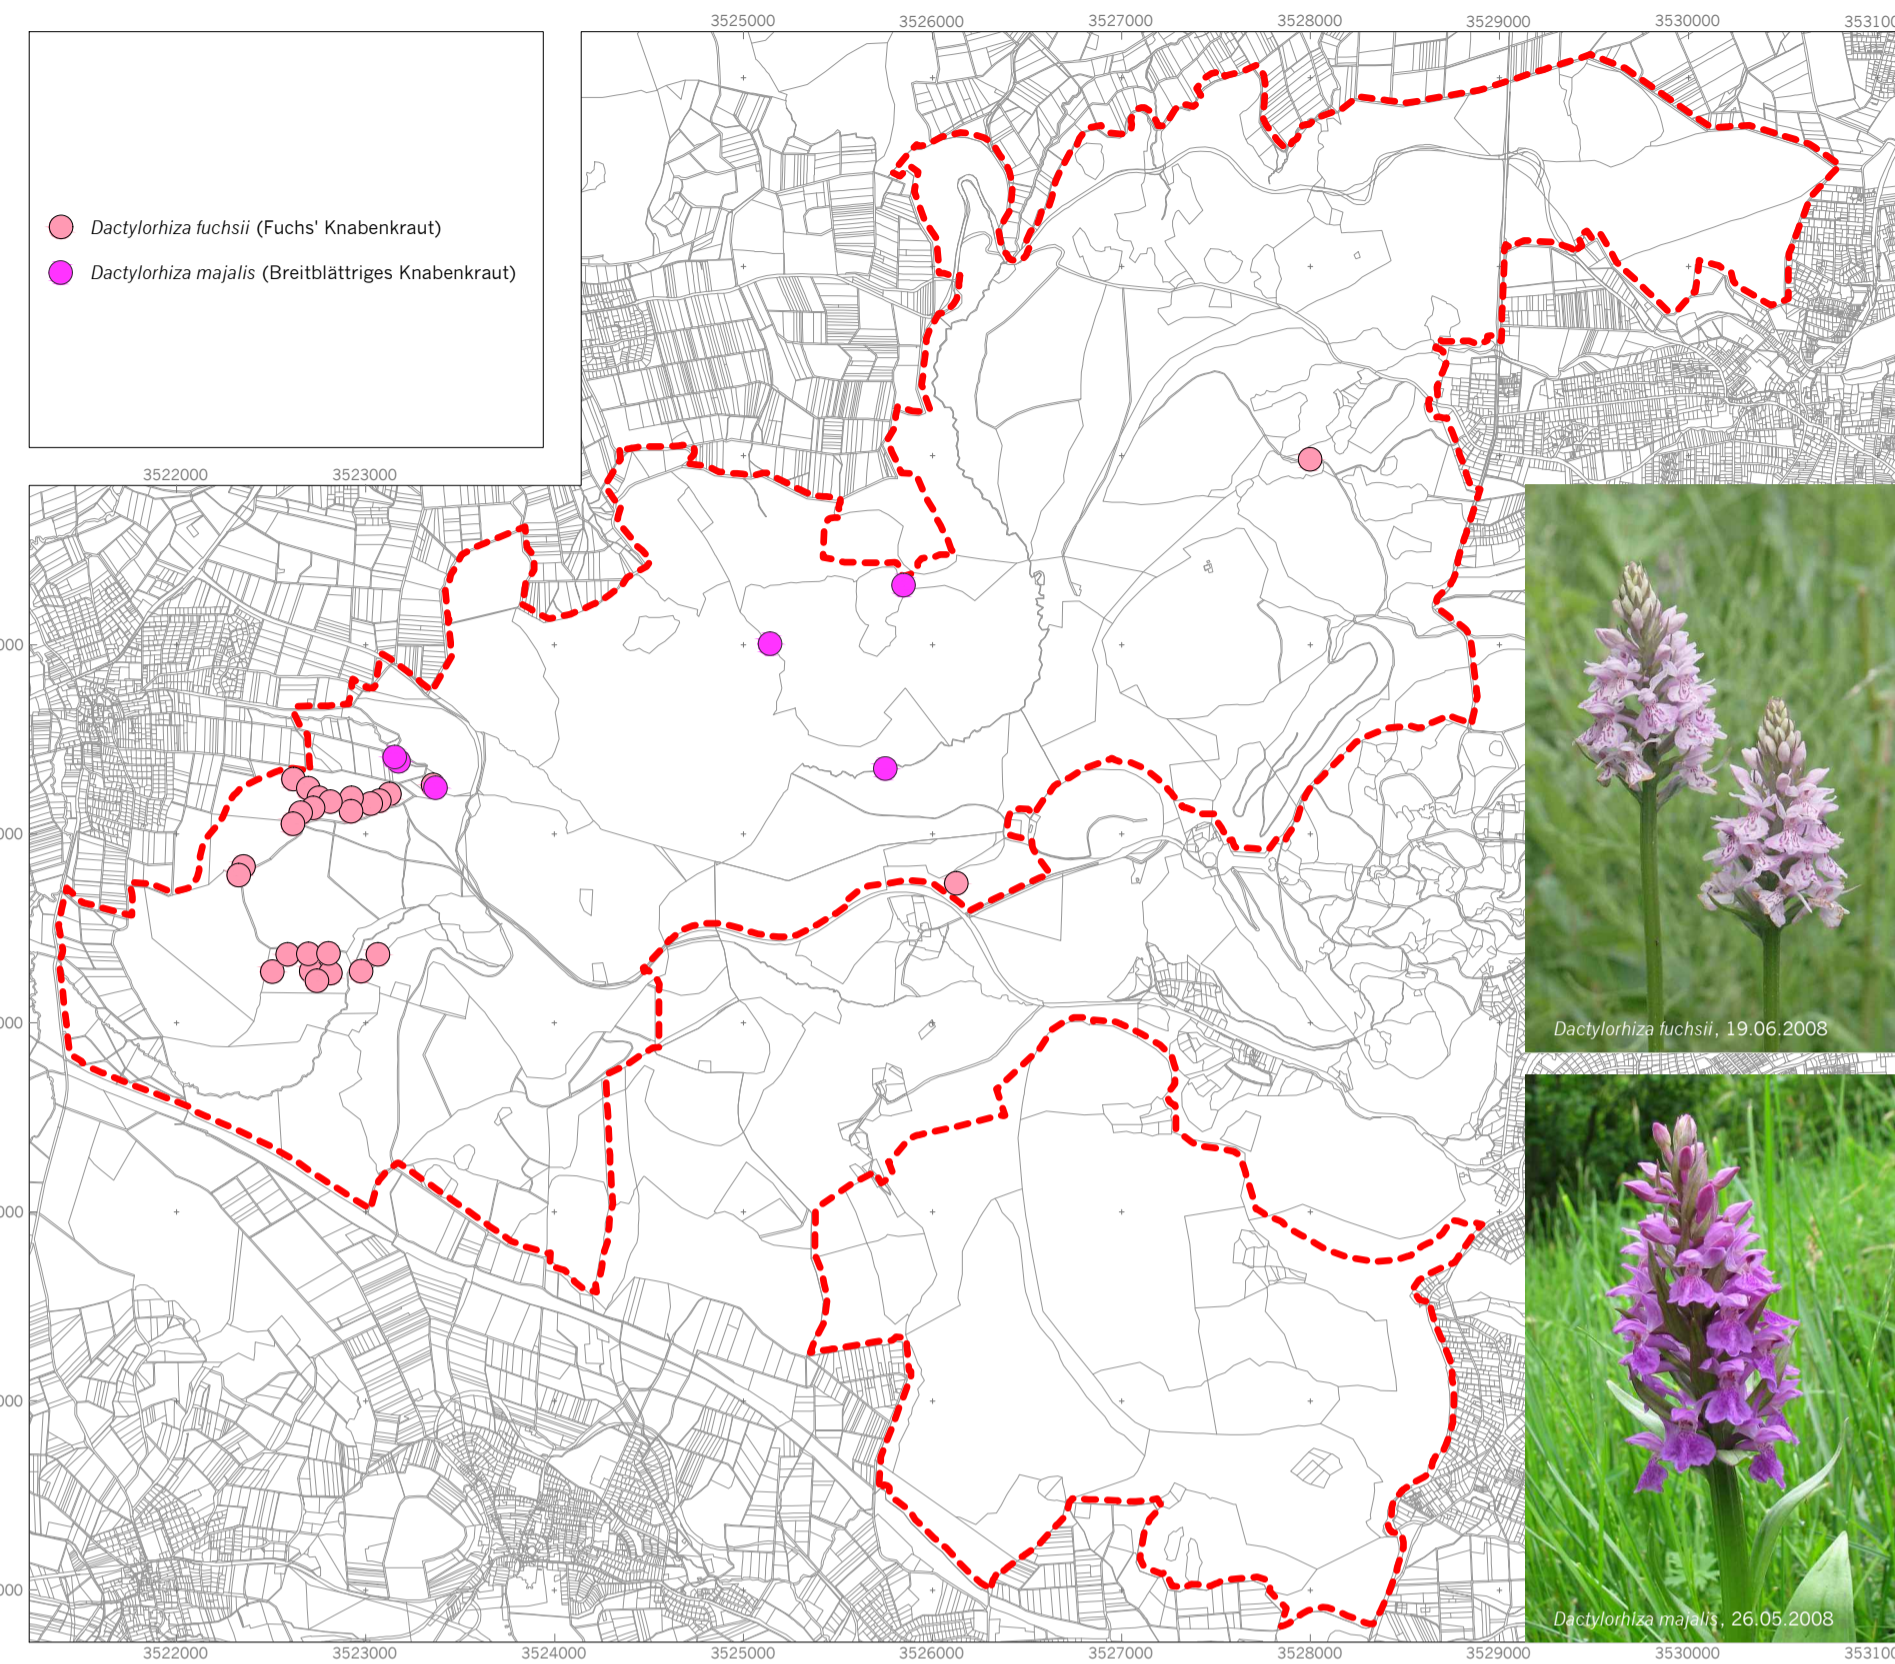 3525000 3526000 3527000 3528000 3529000 3530000
Dactylorhiza fuchsii (Fuchs' Knabenkraut)
Dactylorhiza majalis (Breitblättriges Knabenkraut)
3522000 3523000
Dactylorhiza fuchsii, 19.06.2008
Dactylorhiza majalis, 26.05.2008
3522000 3523000 3524000 3525000 3526000 3527000 3528000 3529000 3530000